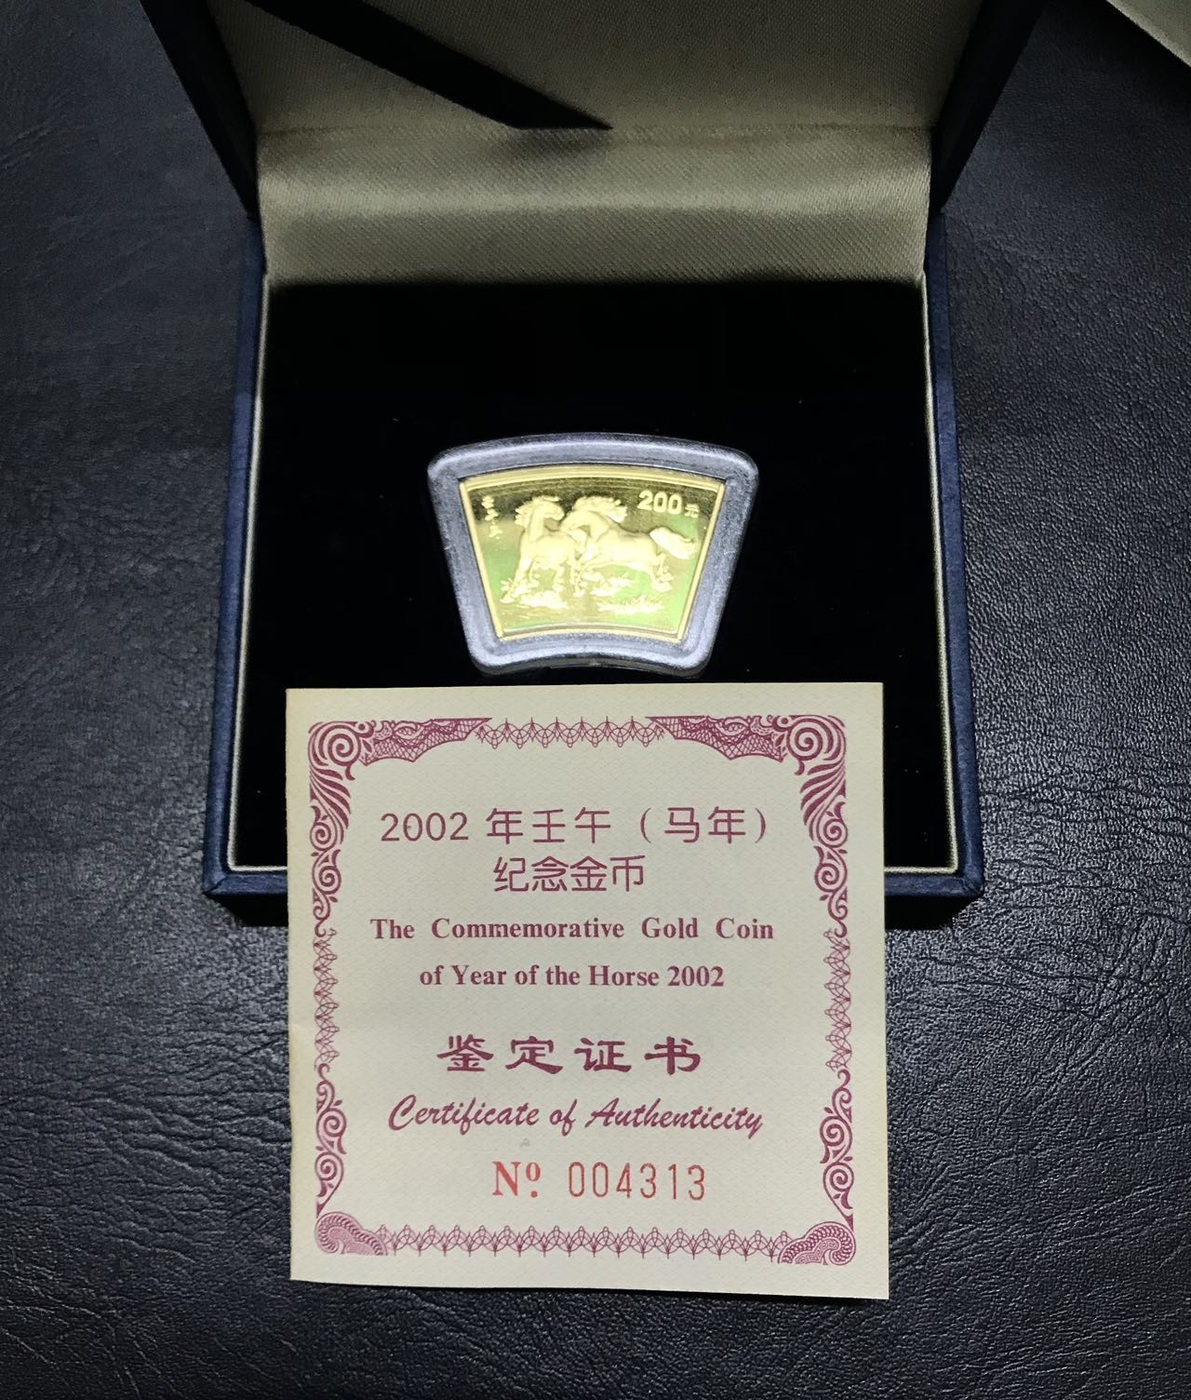 200元
2002 年壬午（马年）
纪念金币
The Commemorative Gold Coin
of Year of the Horse 2002
鉴定证书
Certificate of Authenticity
Nº 004313